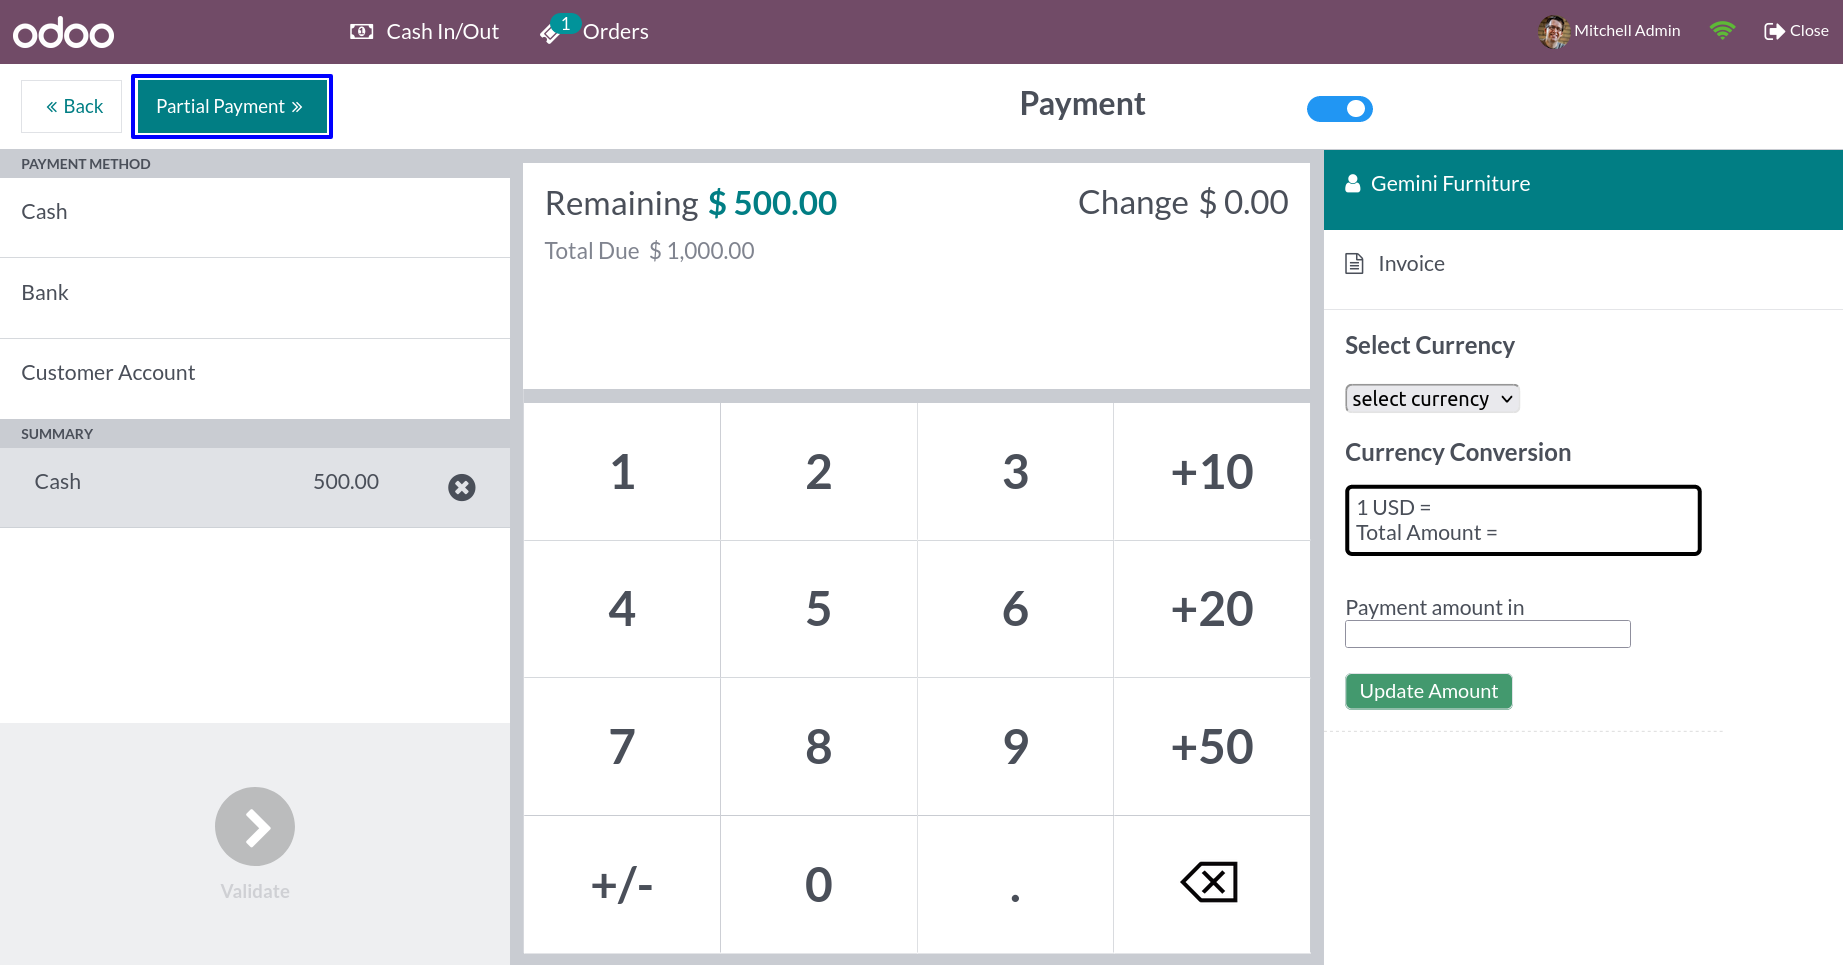 odoo
Cash In/Out
1
Orders
Mitchell Admin
Close
« Back
Partial Payment »
Payment
PAYMENT METHOD
Cash
Bank
Customer Account
SUMMARY
Cash 500.00
Validate
Remaining $ 500.00
Change $ 0.00
Total Due $ 1,000.00
1 2 3 +10
4 5 6 +20
7 8 9 +50
+/- 0 .
Gemini Furniture
Invoice
Select Currency
select currency
Currency Conversion
1 USD =
Total Amount =
Payment amount in
Update Amount